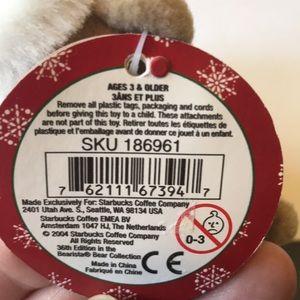 AGES 3 & OLDER
3ÂNS ET PLUS
Remove all plastic tags, packaging and cords
before giving this toy to a child. These attachments
are not part of this toy. Retirer toutes les étiquettes de
plastique et l'emballage avant de donner ce jouet à un enfant.
SKU 186961
7 62111 67394 7
Made Exclusively For: Starbucks Coffee Company
2401 Utah Ave. S., Seattle, WA 98134 USA
Starbucks Coffee EMEA BV
Amsterdam 1047 HJ, The Netherlands
© 2004 Starbucks Coffee Company
All Rights Reserved
36th Edition in the
Bearista® Bear Collection
0-3
CE
Made in China
Fabriqué en China